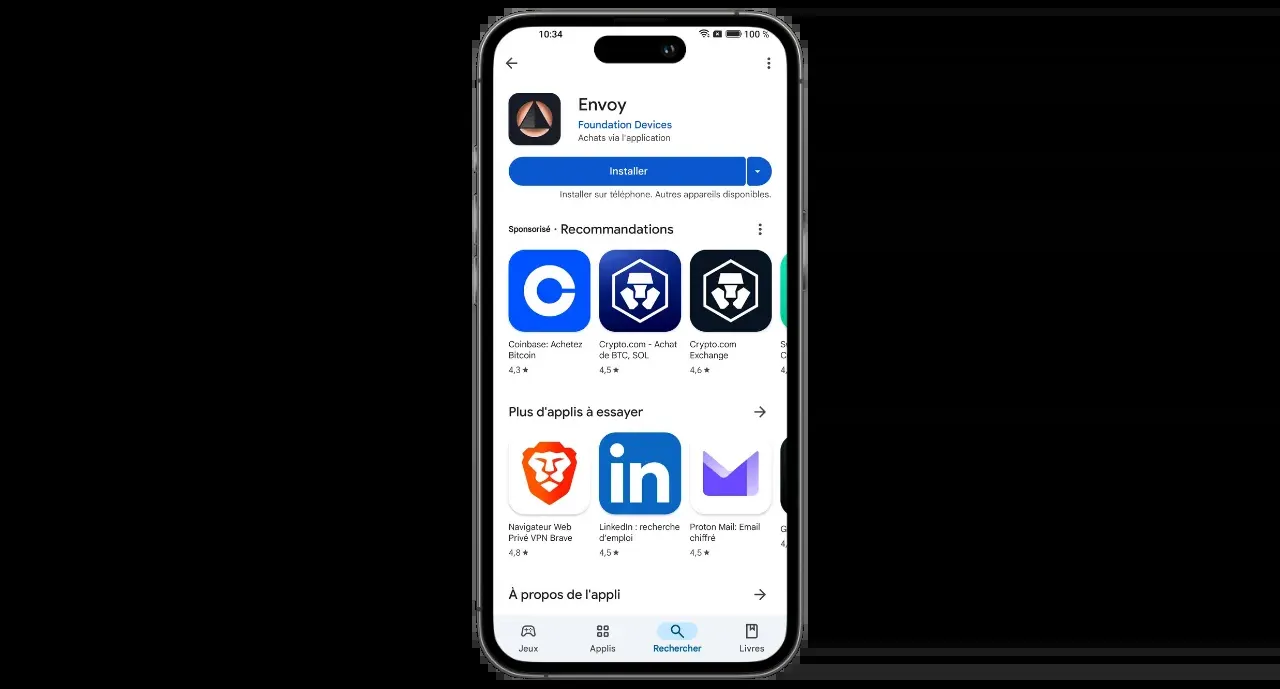 10:34
100 %
Envoy
Foundation Devices
Achats via l'application
Installer
Installer sur téléphone. Autres appareils disponibles.
Sponsorisé · Recommandations
Coinbase: Achetez
Bitcoin
4,3 ★
Crypto.com - Achat
de BTC, SOL
4,5 ★
Crypto.com
Exchange
4,6 ★
Plus d'applis à essayer
in
Navigateur Web
Privé VPN Brave
4,8 ★
LinkedIn : recherche
d'emploi
4,5 ★
Proton Mail: Email
chiffré
4,5 ★
À propos de l'appli
Jeux
Applis
Rechercher
Livres